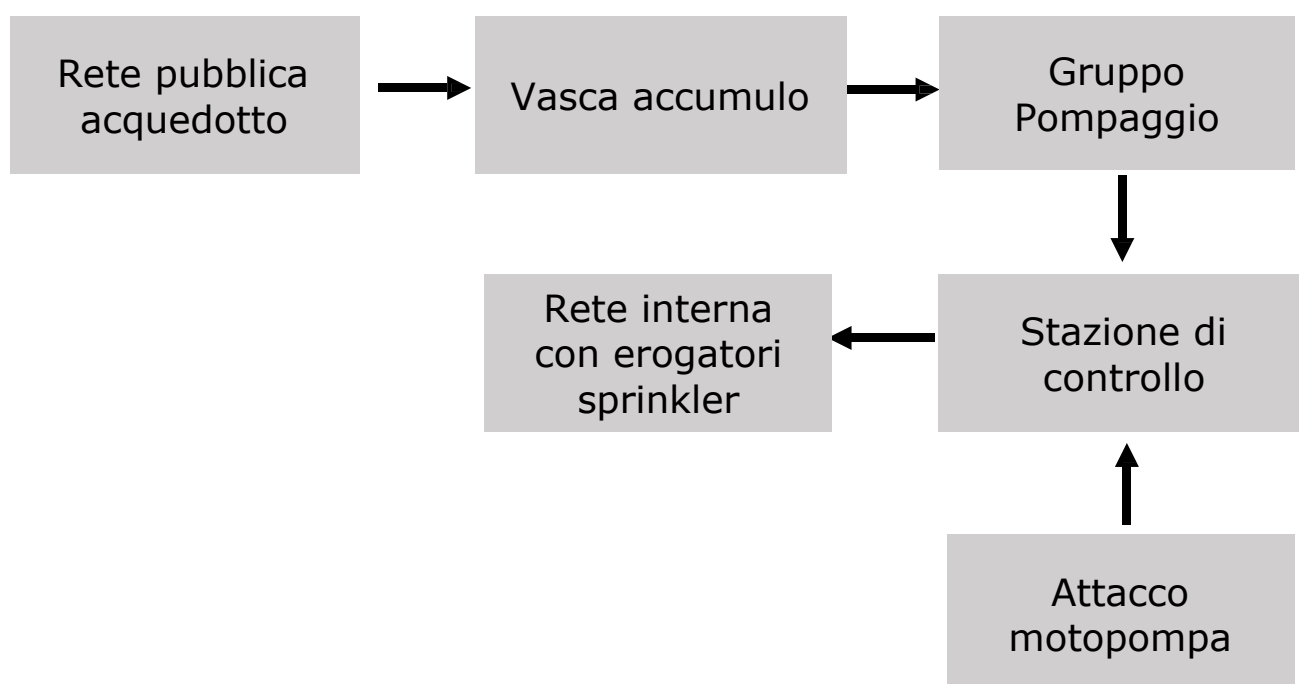 Rete pubblica
acquedotto
Vasca accumulo
Gruppo
Pompaggio
Rete interna
con erogatori
sprinkler
Stazione di
controllo
Attacco
motopompa